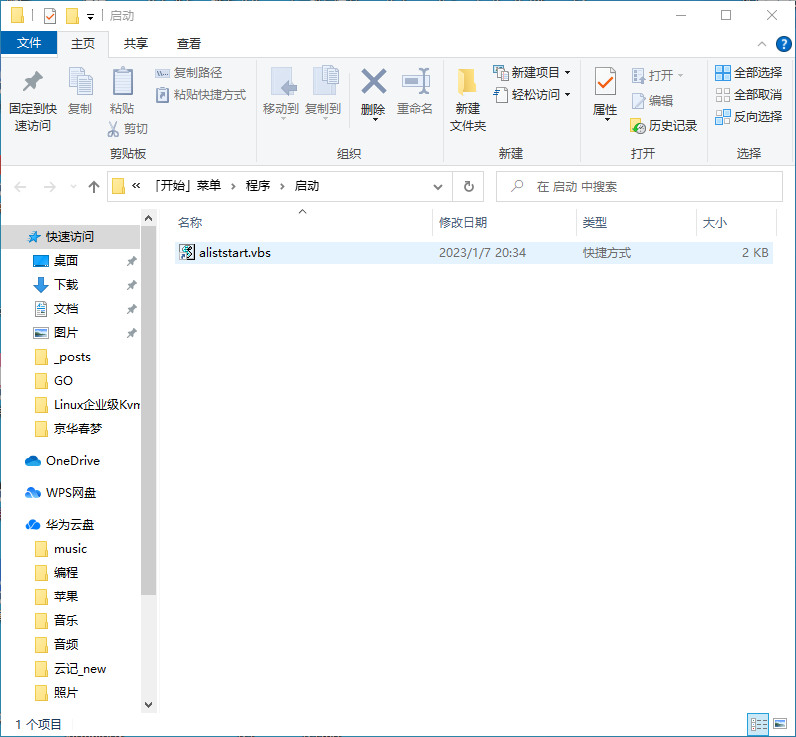 启动
文件 主页 共享 查看
固定到快速访问
复制
粘贴
复制路径
粘贴快捷方式
剪切
剪贴板
移动到
复制到
删除
重命名
组织
新建
文件夹
新建项目
轻松访问
新建
属性
打开
编辑
历史记录
打开
全部选择
全部取消
反向选择
选择
« 「开始」菜单 › 程序 › 启动
在 启动 中搜索
名称 修改日期 类型 大小
aliststart.vbs 2023/1/7 20:34 快捷方式 2 KB
快速访问
桌面
下载
文档
图片
_posts
GO
Linux企业级Kvm
京华春梦
OneDrive
WPS网盘
华为云盘
music
编程
苹果
音乐
音频
云记_new
照片
1 个项目